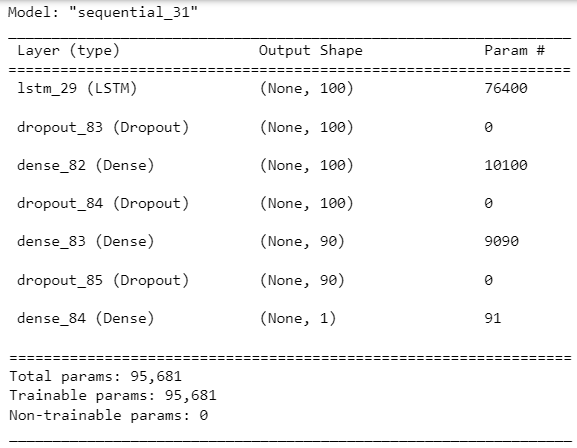 Model: "sequential_31"
_________________________________________________________________
Layer (type) Output Shape Param #
=================================================================
lstm_29 (LSTM) (None, 100) 76400
dropout_83 (Dropout) (None, 100) 0
dense_82 (Dense) (None, 100) 10100
dropout_84 (Dropout) (None, 100) 0
dense_83 (Dense) (None, 90) 9090
dropout_85 (Dropout) (None, 90) 0
dense_84 (Dense) (None, 1) 91
=================================================================
Total params: 95,681
Trainable params: 95,681
Non-trainable params: 0
_________________________________________________________________